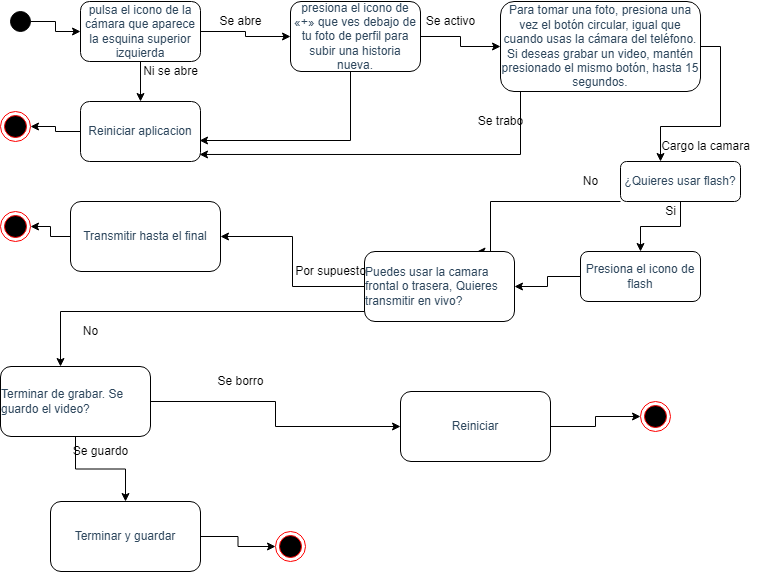 pulsa el icono de la
cámara que aparece
la esquina superior
izquierda
Se abre
presiona el icono de
«+» que ves debajo de
tu foto de perfil para
subir una historia
nueva.
Se activo
Para tomar una foto, presiona una
vez el botón circular, igual que
cuando usas la cámara del teléfono.
Si deseas grabar un video, mantén
presionado el mismo botón, hasta 15
segundos.
Ni se abre
Reiniciar aplicacion
Se trabo
Cargo la camara
¿Quieres usar flash?
No
Si
Presiona el icono de
flash
Transmitir hasta el final
Por supuesto
Puedes usar la camara
frontal o trasera, Quieres
transmitir en vivo?
No
Terminar de grabar. Se
guardo el video?
Se borro
Reiniciar
Se guardo
Terminar y guardar